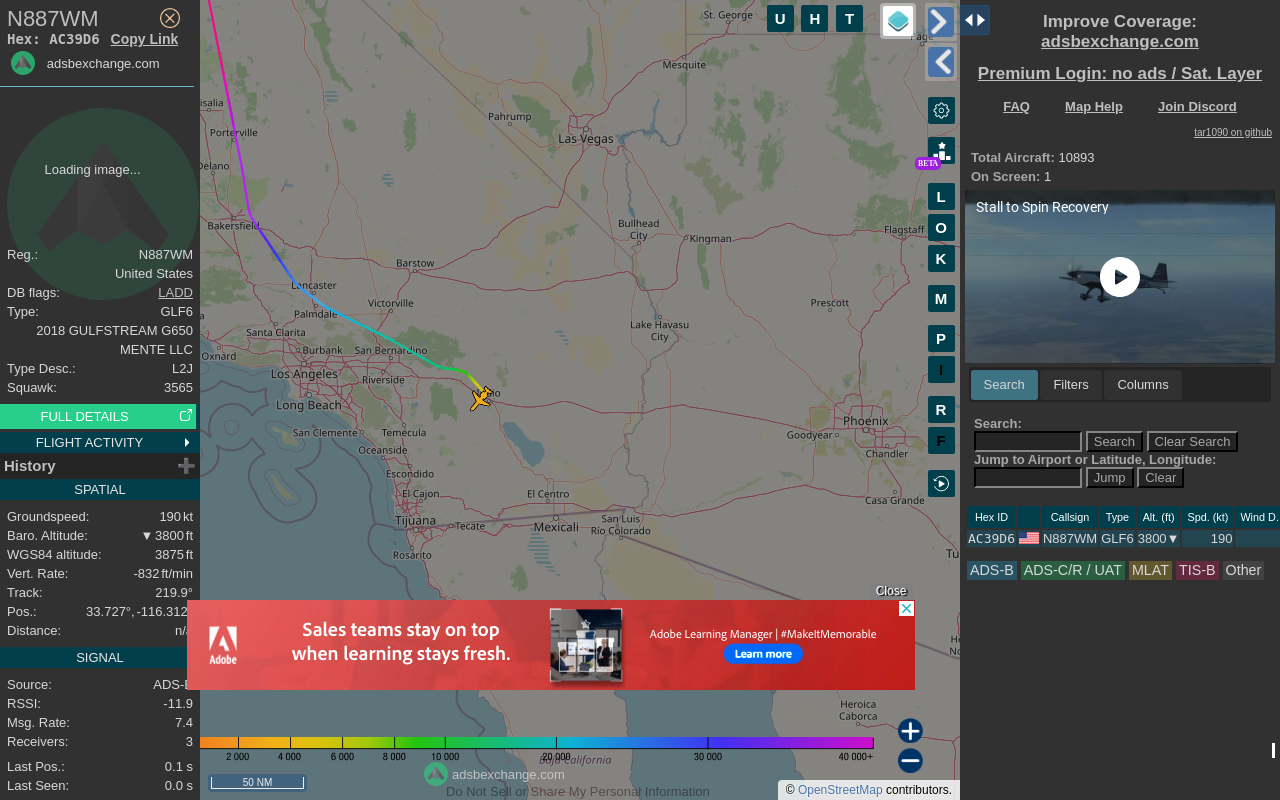 N887WM
Hex: AC39D6 Copy Link
adsbexchange.com
Loading image...
Reg.: N887WM
United States
DB flags: LADD
Type: GLF6
2018 GULFSTREAM G650
MENTE LLC
Type Desc.: L2J
Squawk: 3565
FULL DETAILS
FLIGHT ACTIVITY
History
SPATIAL
Groundspeed: 190 kt
Baro. Altitude: ▼ 3800 ft
WGS84 altitude: 3875 ft
Vert. Rate: -832 ft/min
Track: 219.9°
Pos.: 33.727°, -116.312
Distance:
SIGNAL
Source:
RSSI: -11.9
Msg. Rate: 7.4
Receivers: 3
Last Pos.: 0.1 s
Last Seen: 0.0 s
U H T
St. George
Mesquite
Porterville
Delano
Pahrump
Las Vegas
Bakersfield
Bullhead
City
Kingman
Flagstaff
Barstow
Lancaster
Palmdale
Victorville
Prescott
Santa Clarita
Lake Havasu
City
Oxnard
Burbank
San Bernardino
Los Angeles
Riverside
Long Beach
Phoenix
Goodyear
Chandler
San Clemente
Temecula
Oceanside
Escondido
El Cajon
El Centro
Casa Grande
Tijuana
Tecate
Mexicali
San Luis
Río Colorado
Rosarito
Heroica
Caborca
Baja California
BETA
L
O
K
M
P
I
R
F
Close
Adobe
Sales teams stay on top
when learning stays fresh.
Adobe Learning Manager | #MakeItMemorable
Learn more
2 000 4 000 6 000 8 000 10 000 20 000 30 000 40 000+
50 NM
adsbexchange.com
Do Not Sell or Share My Personal Information
© OpenStreetMap contributors.
Improve Coverage:
adsbexchange.com
Premium Login: no ads / Sat. Layer
FAQ Map Help Join Discord
tar1090 on github
Total Aircraft: 10893
On Screen: 1
Stall to Spin Recovery
Search Filters Columns
Search:
Search Clear Search
Jump to Airport or Latitude, Longitude:
Jump Clear
Hex ID Callsign Type Alt. (ft) Spd. (kt) Wind D.
AC39D6 N887WM GLF6 3800▼ 190
ADS-B ADS-C/R / UAT MLAT TIS-B Other